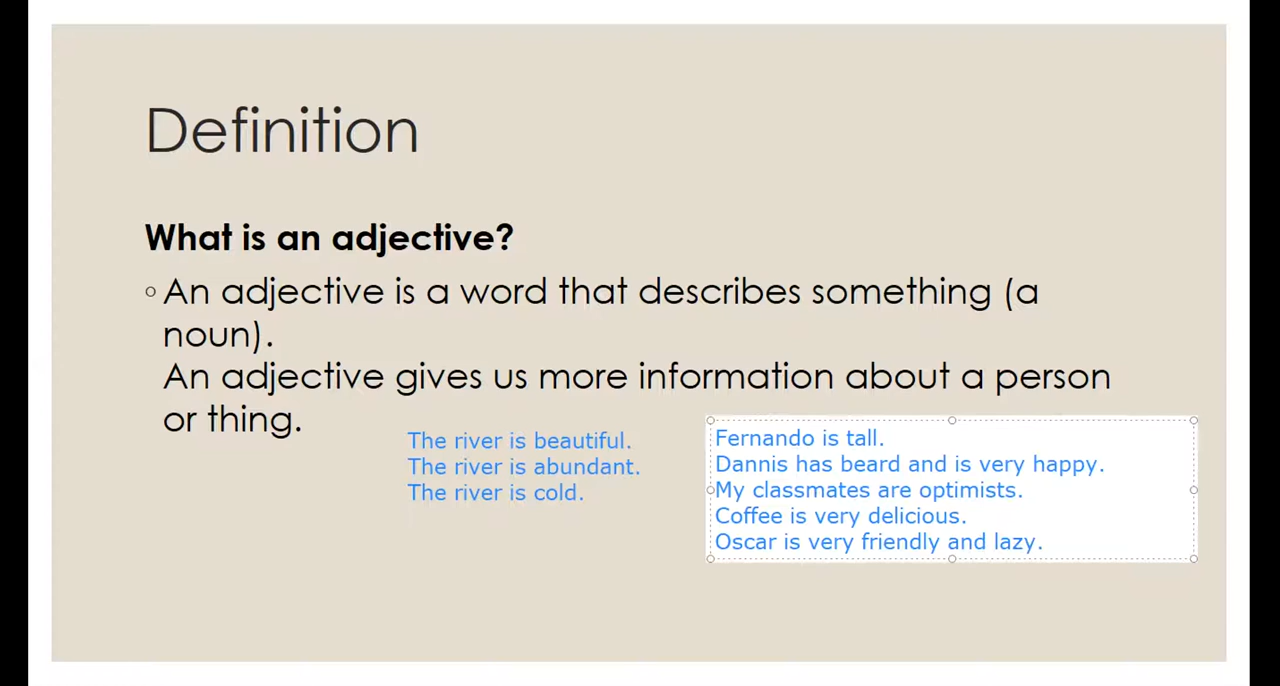 Definition
What is an adjective?
◦ An adjective is a word that describes something (a
noun).
An adjective gives us more information about a person
or thing.
The river is beautiful.
The river is abundant.
The river is cold.
Fernando is tall.
Dannis has beard and is very happy.
My classmates are optimists.
Coffee is very delicious.
Oscar is very friendly and lazy.